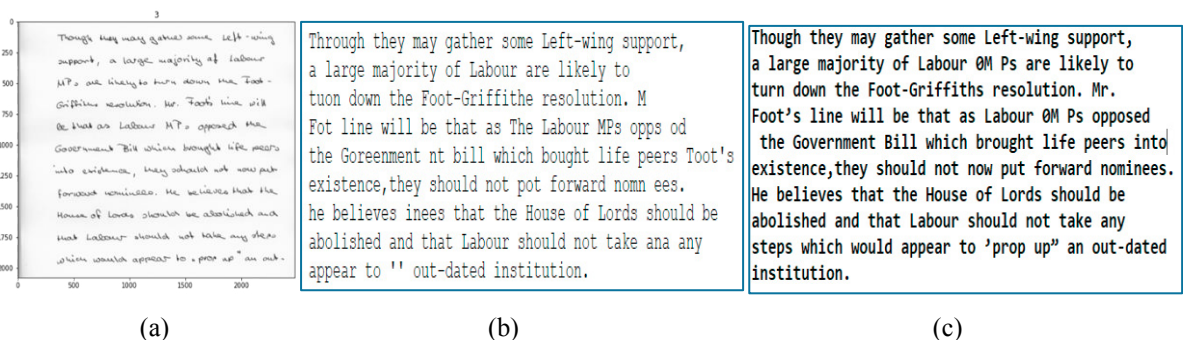 3
0
250
500
750
1000
1250
1500
1750
2000
Though they may gather some Left-wing
support, a large majority of Labour
MPs are likely to turn down the Foot-
Griffiths resolution. Mr. Foot's line will
be that as Labour MPs opposed the
Government Bill which brought life peers
into existence, they should not now put
forward nominees. He believes that the
House of Lords should be abolished and
that Labour should not take any steps
which would appear to "prop up" an out-
0 500 1000 1500 2000
(a)
Through they may gather some Left-wing support,
a large majority of Labour are likely to
tuon down the Foot-Griffithe resolution. M
Fot line will be that as The Labour MPs opps od
the Goreenment nt bill which bought life peers Toot's
existence,they should not pot forward nomn ees.
he believes inees that the House of Lords should be
abolished and that Labour should not take ana any
appear to '' out-dated institution.
(b)
Though they may gather some Left-wing support,
a large majority of Labour 0M Ps are likely to
turn down the Foot-Griffiths resolution. Mr.
Foot’s line will be that as Labour 0M Ps opposed
the Government Bill which brought life peers into
existence,they should not now put forward nominees.
He believes that the House of Lords should be
abolished and that Labour should not take any
steps which would appear to ’prop up” an out-dated
institution.
(c)